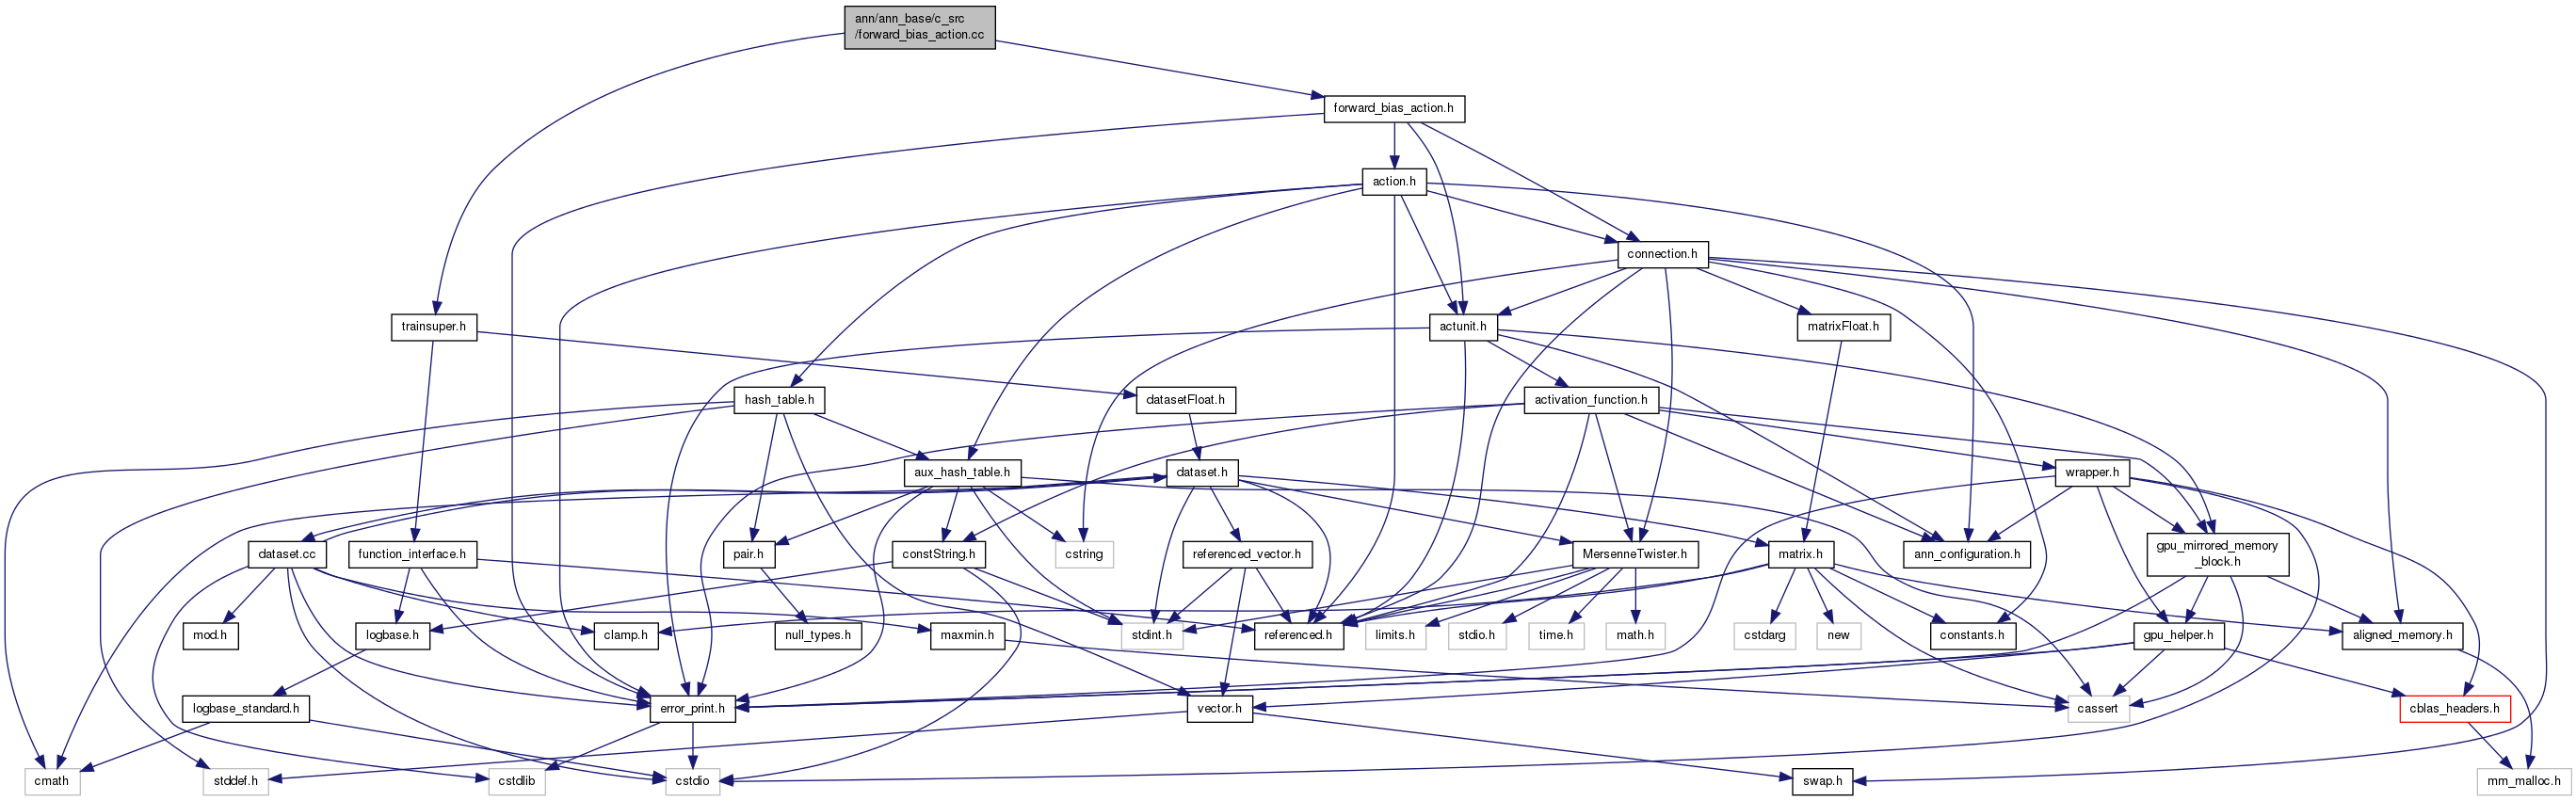 ann/ann_base/c_src
/forward_bias_action.cc
forward_bias_action.h
action.h
connection.h
trainsuper.h
actunit.h
matrixFloat.h
hash_table.h
datasetFloat.h
activation_function.h
aux_hash_table.h
dataset.h
wrapper.h
dataset.cc
function_interface.h
pair.h
constString.h
cstring
referenced_vector.h
MersenneTwister.h
matrix.h
ann_configuration.h
gpu_mirrored_memory
_block.h
mod.h
logbase.h
clamp.h
null_types.h
maxmin.h
stdint.h
referenced.h
limits.h
stdio.h
time.h
math.h
cstdarg
new
constants.h
gpu_helper.h
aligned_memory.h
logbase_standard.h
error_print.h
vector.h
cassert
cblas_headers.h
cmath
stddef.h
cstdlib
cstdio
swap.h
mm_malloc.h